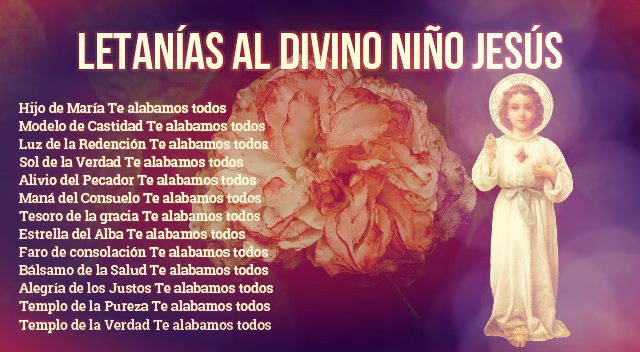 LETANÍAS AL DIVINO NIÑO JESÚS
Hijo de María Te alabamos todos
Modelo de Castidad Te alabamos todos
Luz de la Redención Te alabamos todos
Sol de la Verdad Te alabamos todos
Alivio del Pecador Te alabamos todos
Maná del Consuelo Te alabamos todos
Tesoro de la gracia Te alabamos todos
Estrella del Alba Te alabamos todos
Faro de consolación Te alabamos todos
Bálsamo de la Salud Te alabamos todos
Alegría de los Justos Te alabamos todos
Templo de la Pureza Te alabamos todos
Templo de la Verdad Te alabamos todos